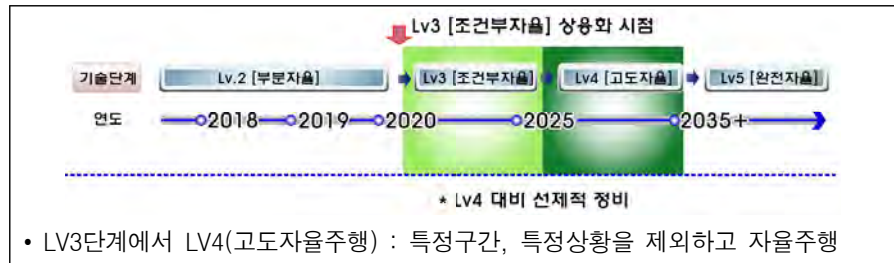 Lv3 [조건부자율] 상용화 시점
기술단계 Lv.2 [부분자율] Lv3 [조건부자율] Lv4 [고도자율] Lv5 [완전자율]
연도 2018 2019 2020 2025 2035+
* Lv4 대비 선제적 정비
• LV3단계에서 LV4(고도자율주행) : 특정구간, 특정상황을 제외하고 자율주행